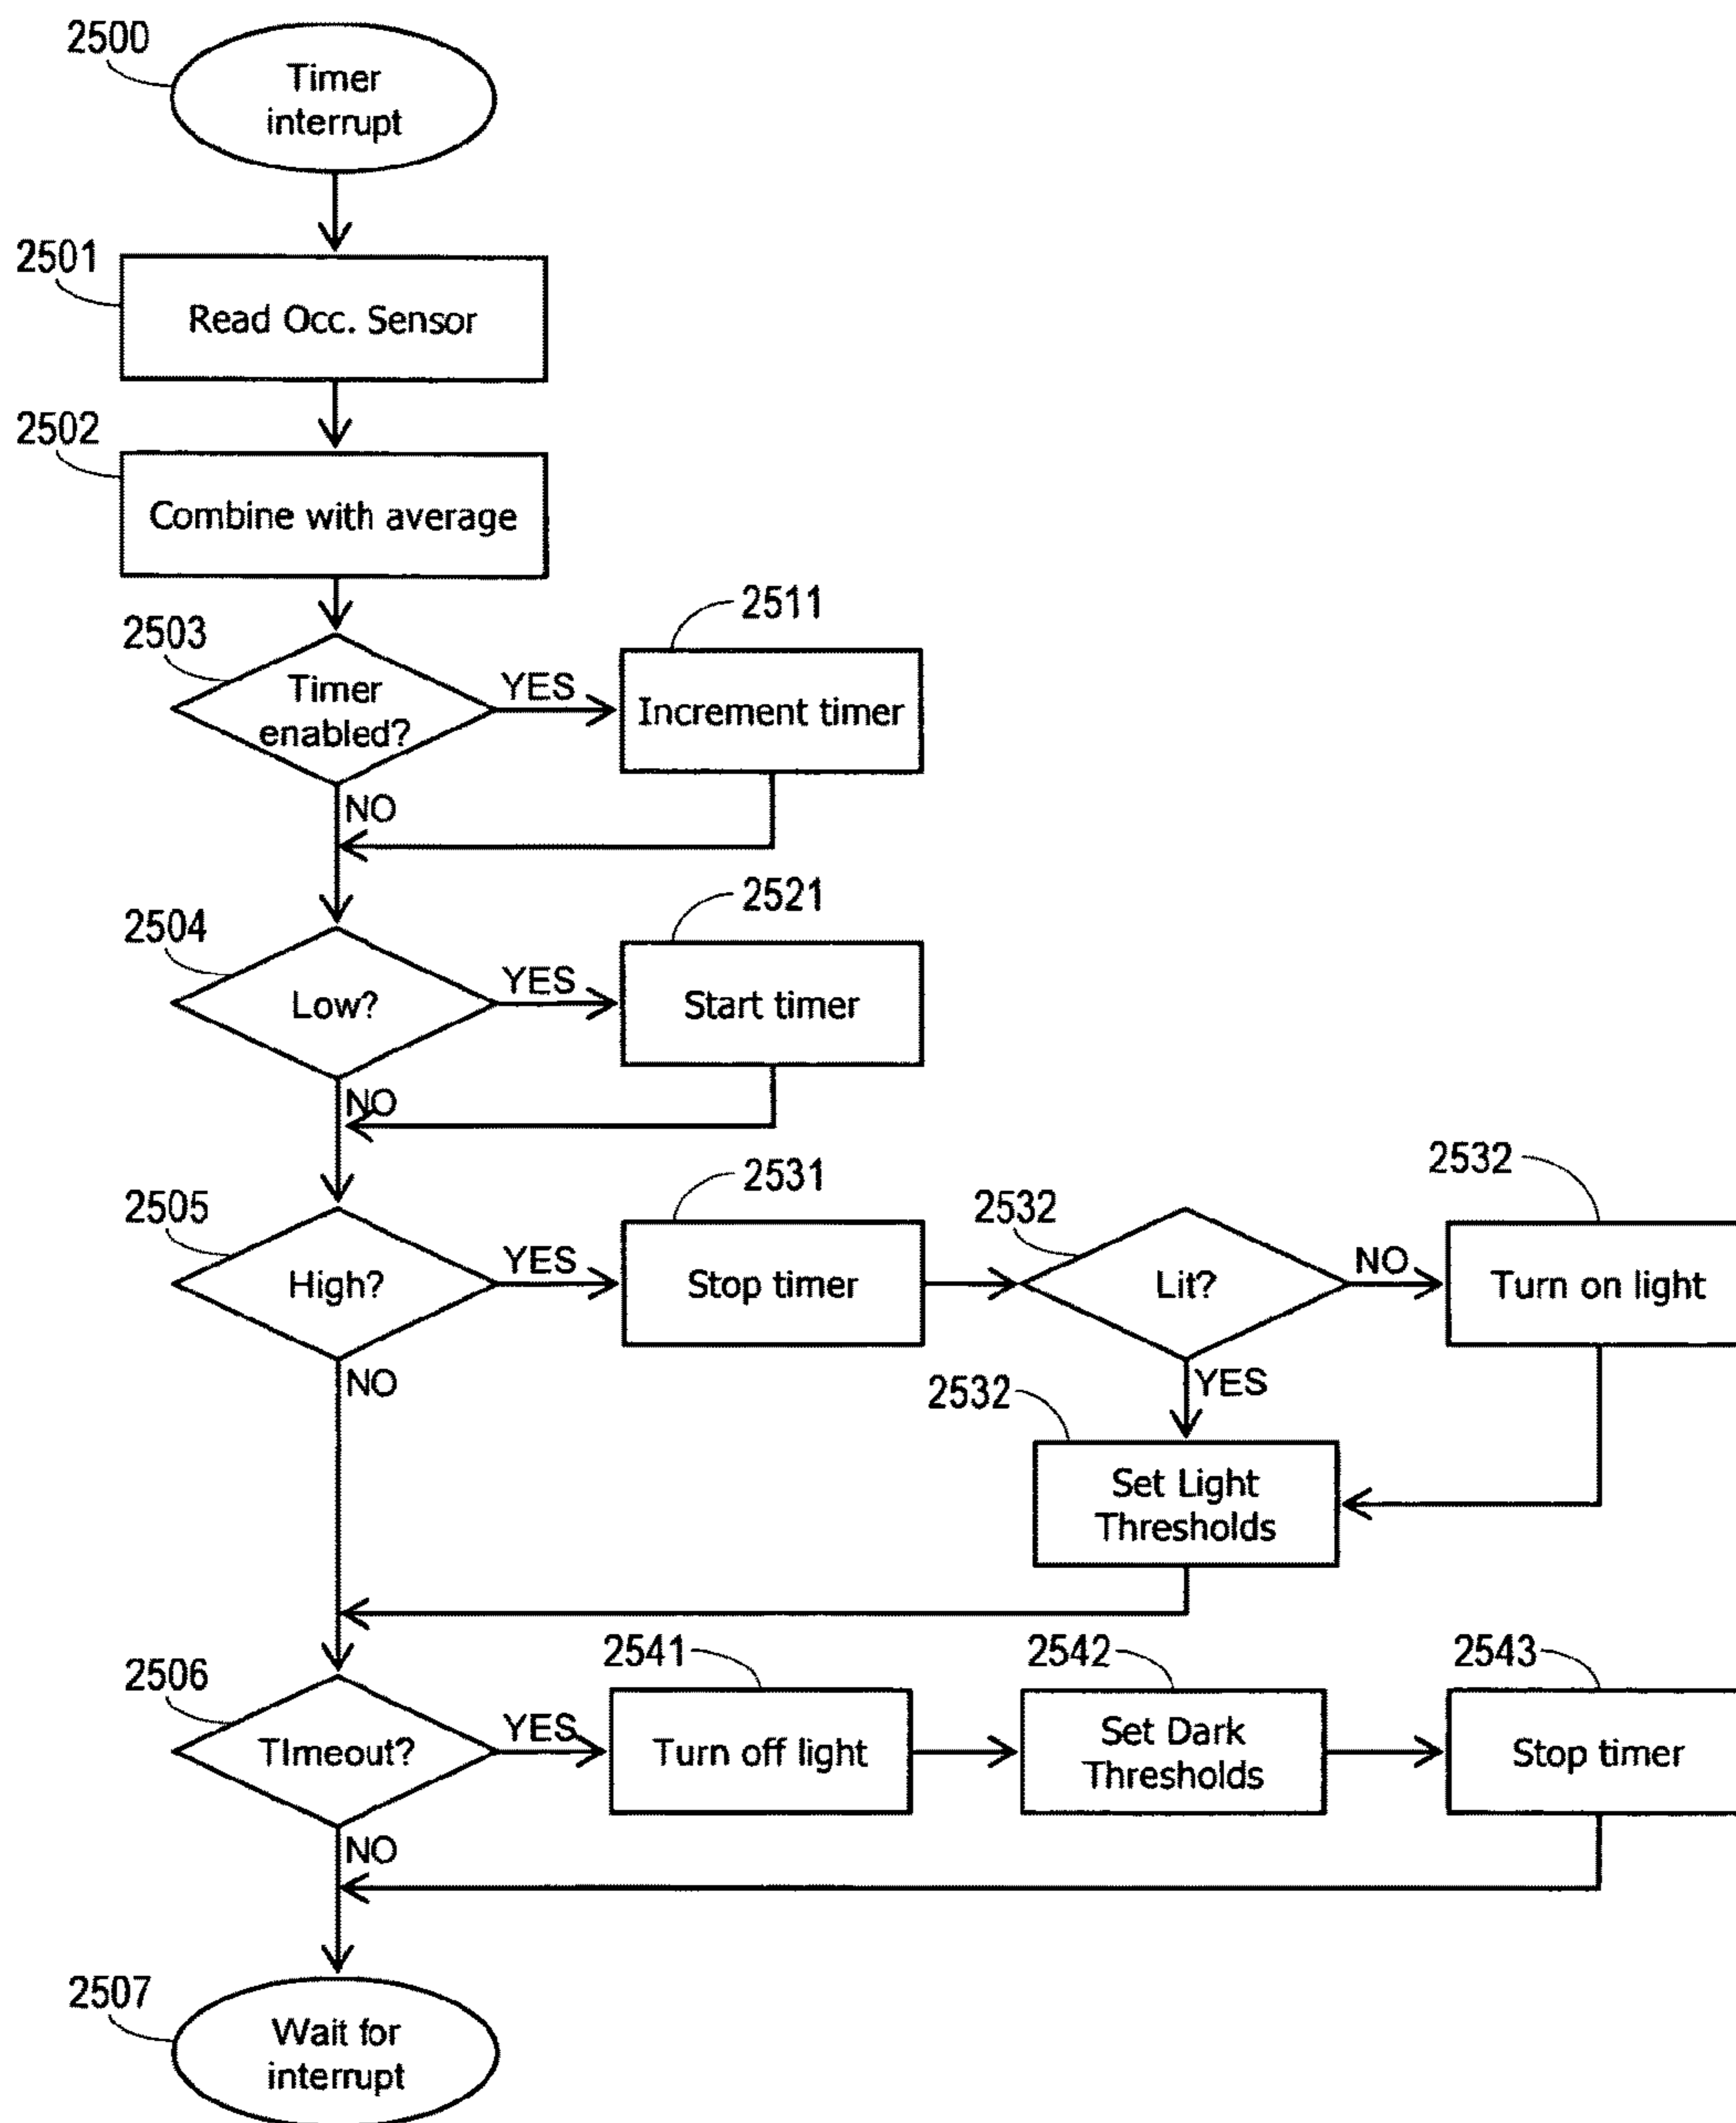 2500
Timer
interrupt
2501
Read Occ. Sensor
2502
Combine with average
2503
Timer
enabled?
YES
2511
Increment timer
NO
2504
Low?
YES
2521
Start timer
NO
2505
High?
YES
2531
Stop timer
2532
Lit?
NO
2532
Turn on light
NO
YES
2532
Set Light
Thresholds
2506
TImeout?
YES
2541
Turn off light
2542
Set Dark
Thresholds
2543
Stop timer
NO
2507
Wait for
interrupt